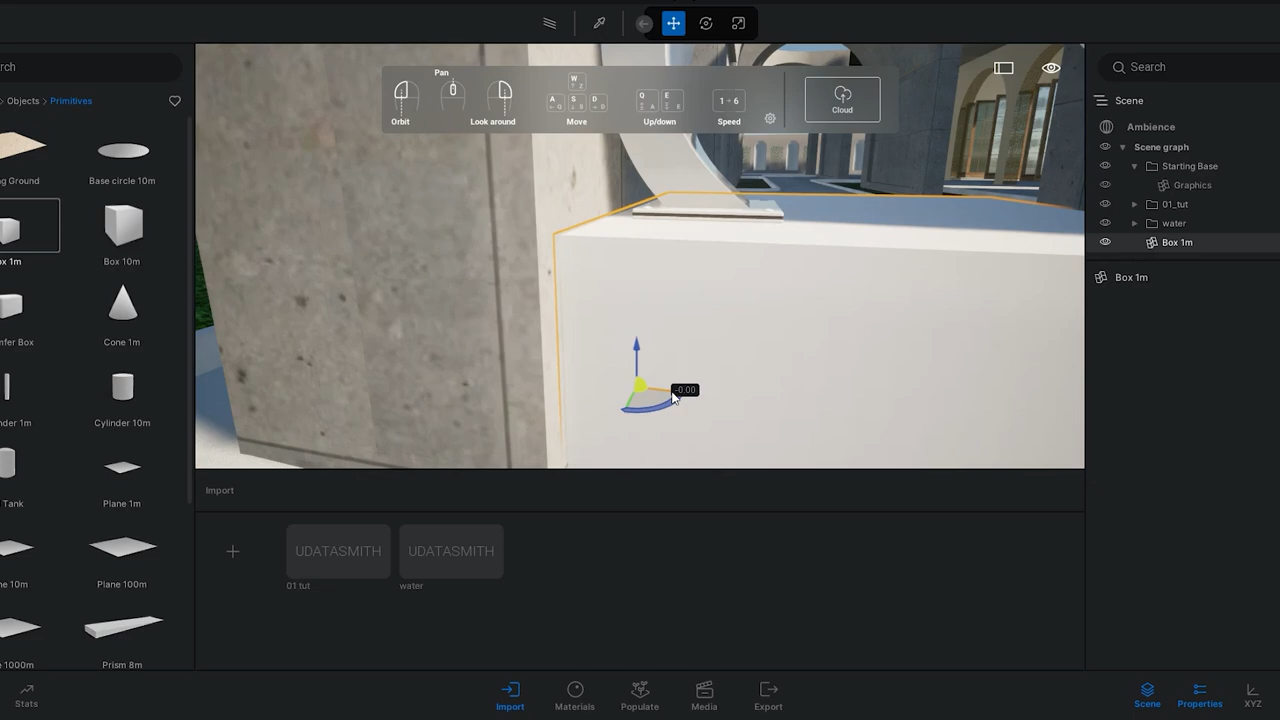 rch
Objects > Primitives
ng Ground
Base circle 10m
ox 1m
Box 10m
mfer Box
Cone 1m
nder 1m
Cylinder 10m
Tank
Plane 1m
ne 10m
Plane 100m
e 1000m
Prism 8m
Pan
Orbit
Look around
W
A S D
Move
Q E
Up/down
1 → 6
Speed
Cloud
-0.00
Search
Scene
Ambience
Scene graph
Starting Base
Graphics
01_tut
water
Box 1m
Box 1m
Import
UDATASMITH
UDATASMITH
01 tut
water
Stats
Import
Materials
Populate
Media
Export
Scene
Properties
XYZ